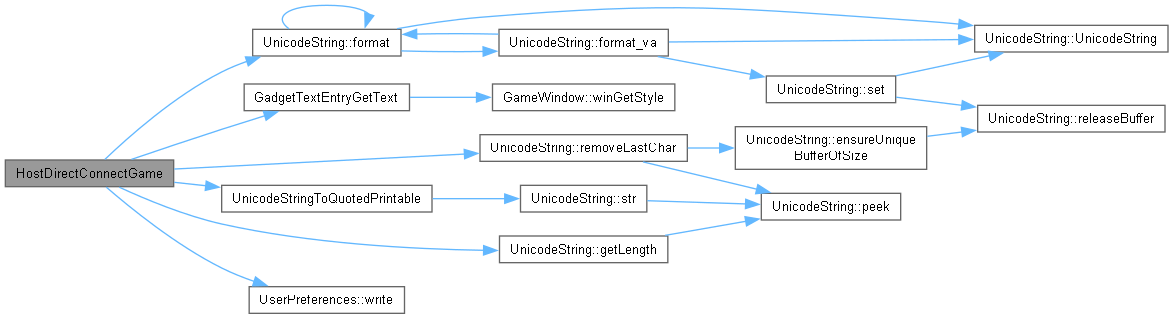 HostDirectConnectGame
UnicodeString::format
GadgetTextEntryGetText
UnicodeStringToQuotedPrintable
UserPreferences::write
UnicodeString::format_va
GameWindow::winGetStyle
UnicodeString::removeLastChar
UnicodeString::str
UnicodeString::getLength
UnicodeString::set
UnicodeString::ensureUnique
BufferOfSize
UnicodeString::peek
UnicodeString::UnicodeString
UnicodeString::releaseBuffer